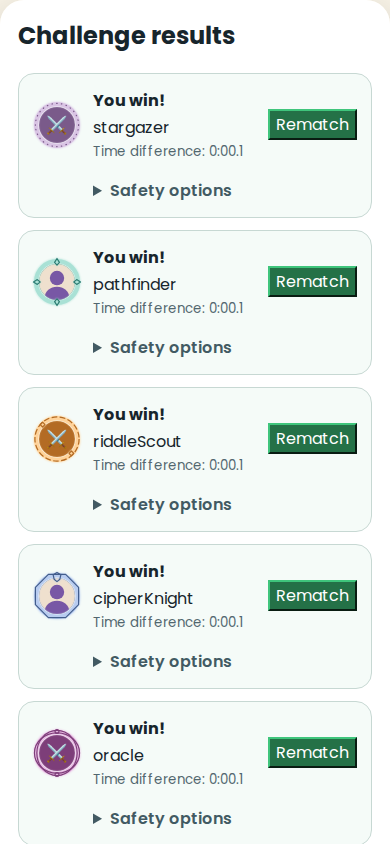 Challenge results
You win!
stargazer
Rematch
Time difference: 0:00.1
Safety options
You win!
pathfinder
Rematch
Time difference: 0:00.1
Safety options
You win!
riddleScout
Rematch
Time difference: 0:00.1
Safety options
You win!
cipherKnight
Rematch
Time difference: 0:00.1
Safety options
You win!
oracle
Rematch
Time difference: 0:00.1
Safety options